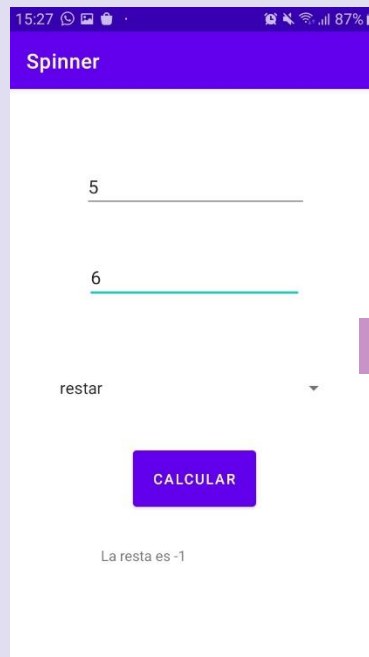 15:27 87%
Spinner
5
6
restar
CALCULAR
La resta es -1